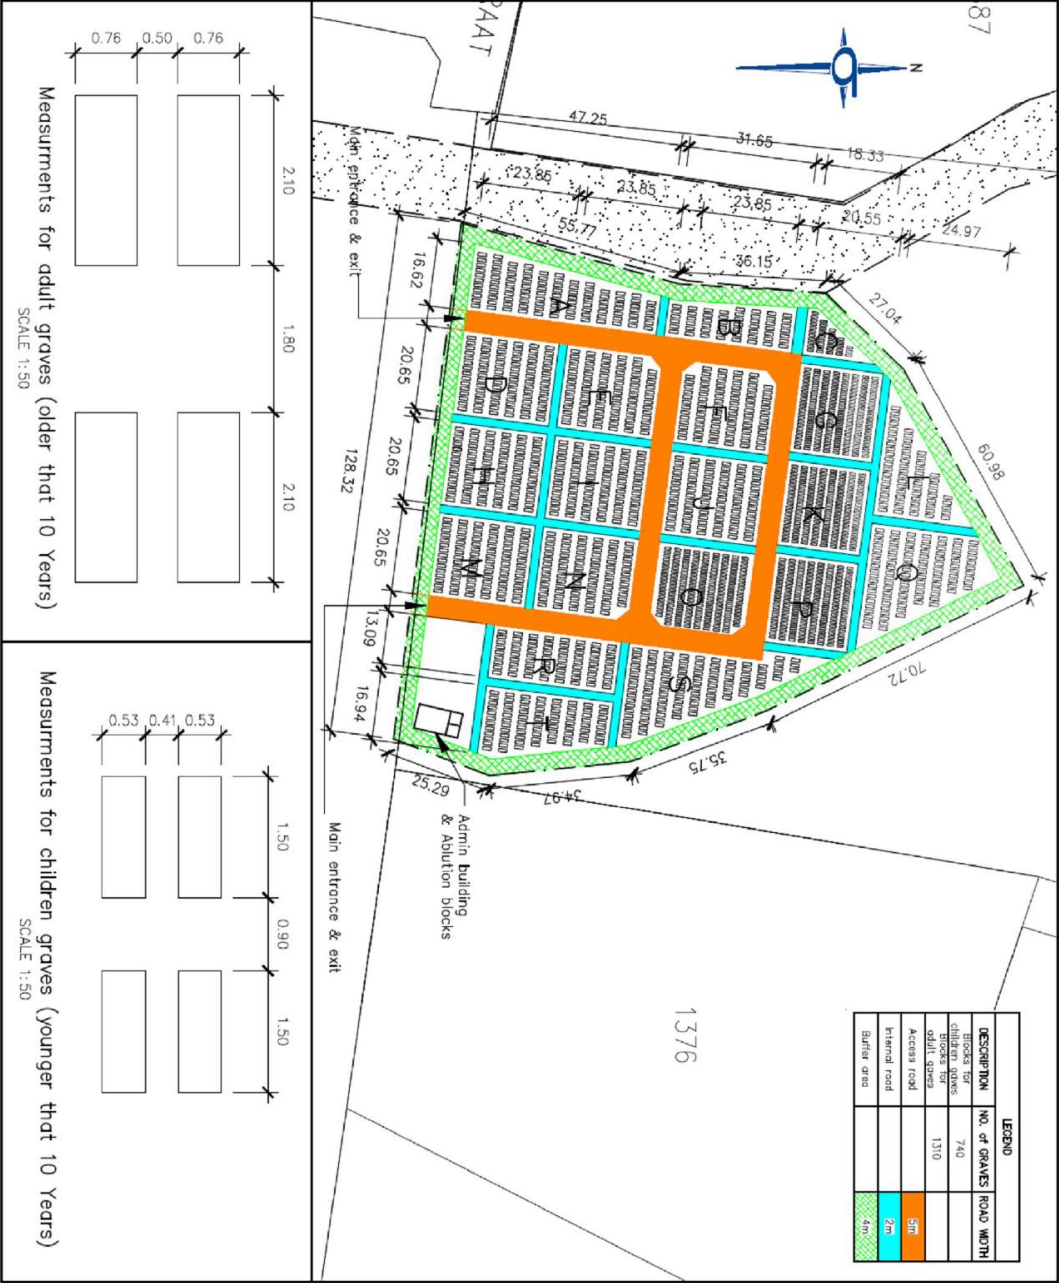 87
PAAT
N
47.25
31.65
18.33
23.85
23.85
23.85
20.55
24.97
55.77
36.15
27.04
60.98
70.72
35.75
34.97
25.29
16.62
20.65
20.65
20.65
13.09
16.94
128.32
Main entrance & exit
Main entrance & exit
Admin building
& Ablution blocks
A
B
C
D
E
F
G
H
I
J
K
L
M
N
O
P
Q
R
S
T
1376
LEGEND
DESCRIPTION NO. of GRAVES ROAD WIDTH
Blocks for
children graves 740
Blocks for
adult graves 1310
Access road 5m
Internal road 2m
Buffer area 4m
0.76 0.50 0.76
2.10 1.80 2.10
Measurments for adult graves (older that 10 Years)
SCALE 1:50
0.53 0.41 0.53
1.50 0.90 1.50
Measurments for children graves (younger that 10 Years)
SCALE 1:50